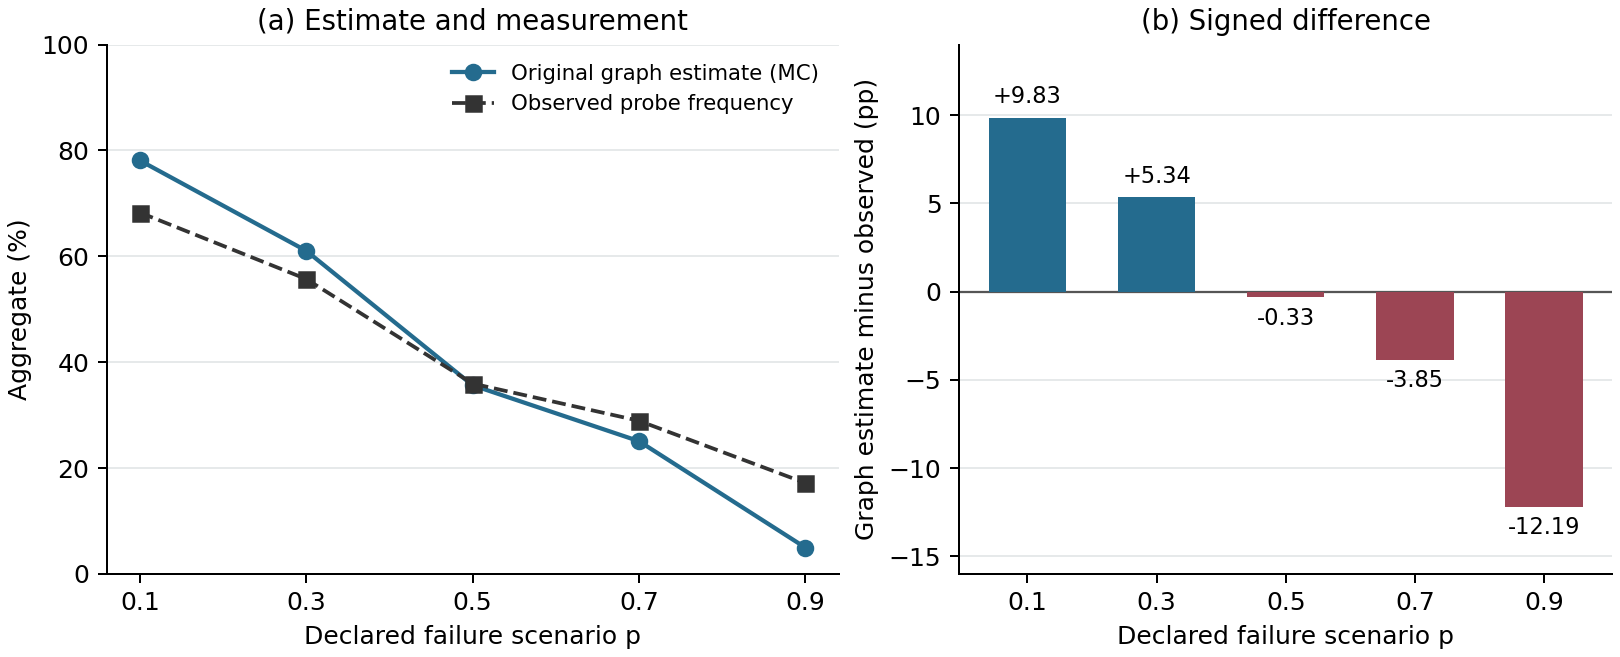 (a) Estimate and measurement
Aggregate (%)
100
80
60
40
20
0
Original graph estimate (MC)
Observed probe frequency
0.1 0.3 0.5 0.7 0.9
Declared failure scenario p
(b) Signed difference
Graph estimate minus observed (pp)
10
5
0
−5
−10
−15
+9.83
+5.34
-0.33
-3.85
-12.19
0.1 0.3 0.5 0.7 0.9
Declared failure scenario p